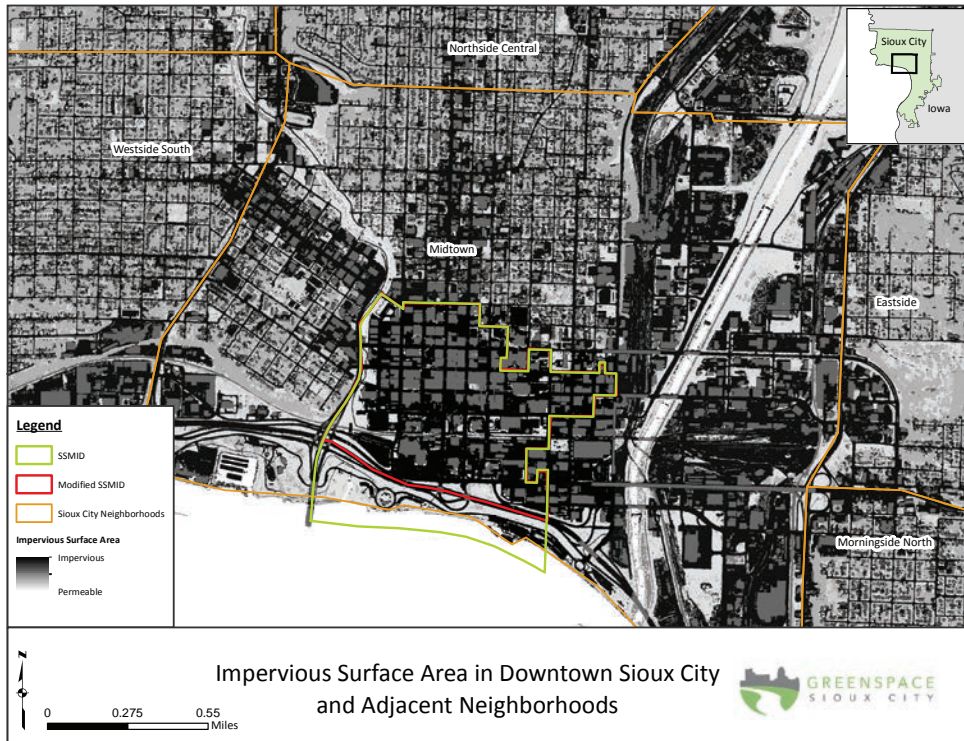 Northside Central
Sioux City
Iowa
Westside South
Midtown
Eastside
Morningside North
Legend
SSMID
Modified SSMID
Sioux City Neighborhoods
Impervious Surface Area
Impervious
Permeable
N
0 0.275 0.55
Miles
Impervious Surface Area in Downtown Sioux City
and Adjacent Neighborhoods
GREENSPACE
SIOUX CITY